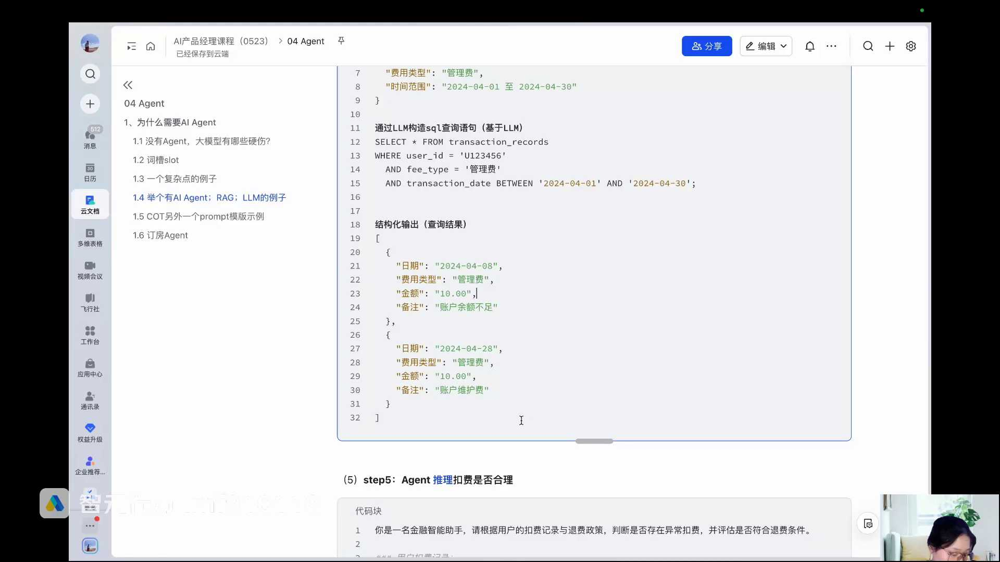 AI产品经理课程（0523） > 04 Agent
已经保存到云端
分享
编辑
512
消息
30
日历
云文档
多维表格
视频会议
飞行社
工作台
应用中心
通讯录
权益升级
企业推荐...
04 Agent
1、为什么需要AI Agent
1.1 没有Agent，大模型有哪些硬伤？
1.2 词槽slot
1.3 一个复杂点的例子
1.4 举个有AI Agent；RAG；LLM的例子
1.5 COT另外一个prompt模版示例
1.6 订房Agent
7 "费用类型": "管理费",
8 "时间范围": "2024-04-01 至 2024-04-30"
9 }
10
11 通过LLM构造sql查询语句（基于LLM）
12 SELECT * FROM transaction_records
13 WHERE user_id = 'U123456'
14 AND fee_type = '管理费'
15 AND transaction_date BETWEEN '2024-04-01' AND '2024-04-30';
16
17
18 结构化输出（查询结果）
19 [
20 {
21 "日期": "2024-04-08",
22 "费用类型": "管理费",
23 "金额": "10.00",
24 "备注": "账户余额不足"
25 },
26 {
27 "日期": "2024-04-28",
28 "费用类型": "管理费",
29 "金额": "10.00",
30 "备注": "账户维护费"
31 }
32 ]
（5）step5：Agent 推理扣费是否合理
代码块
1 你是一名金融智能助手，请根据用户的扣费记录与退费政策，判断是否存在异常扣费，并评估是否符合退费条件。
2
### 用户扣费记录：